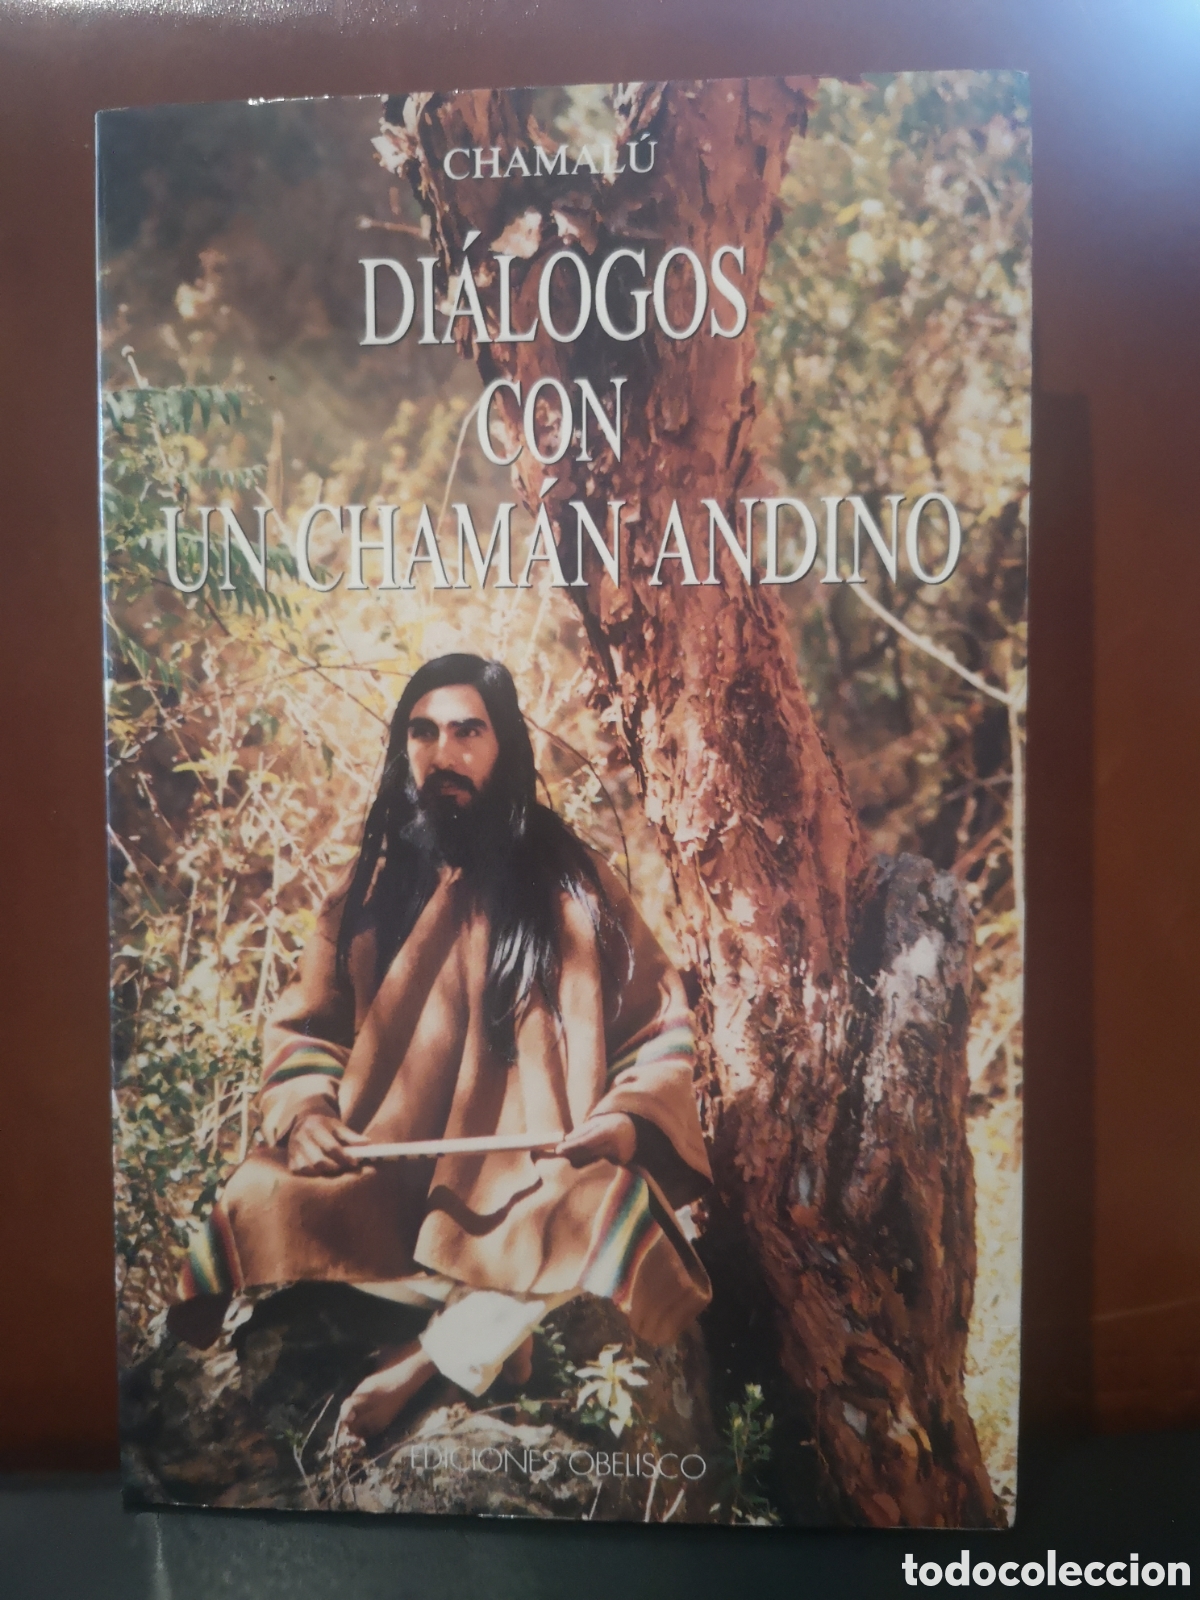 CHAMALÚ
DIÁLOGOS
CON
UN CHAMÁN ANDINO
EDICIONES OBELISCO
todocoleccion